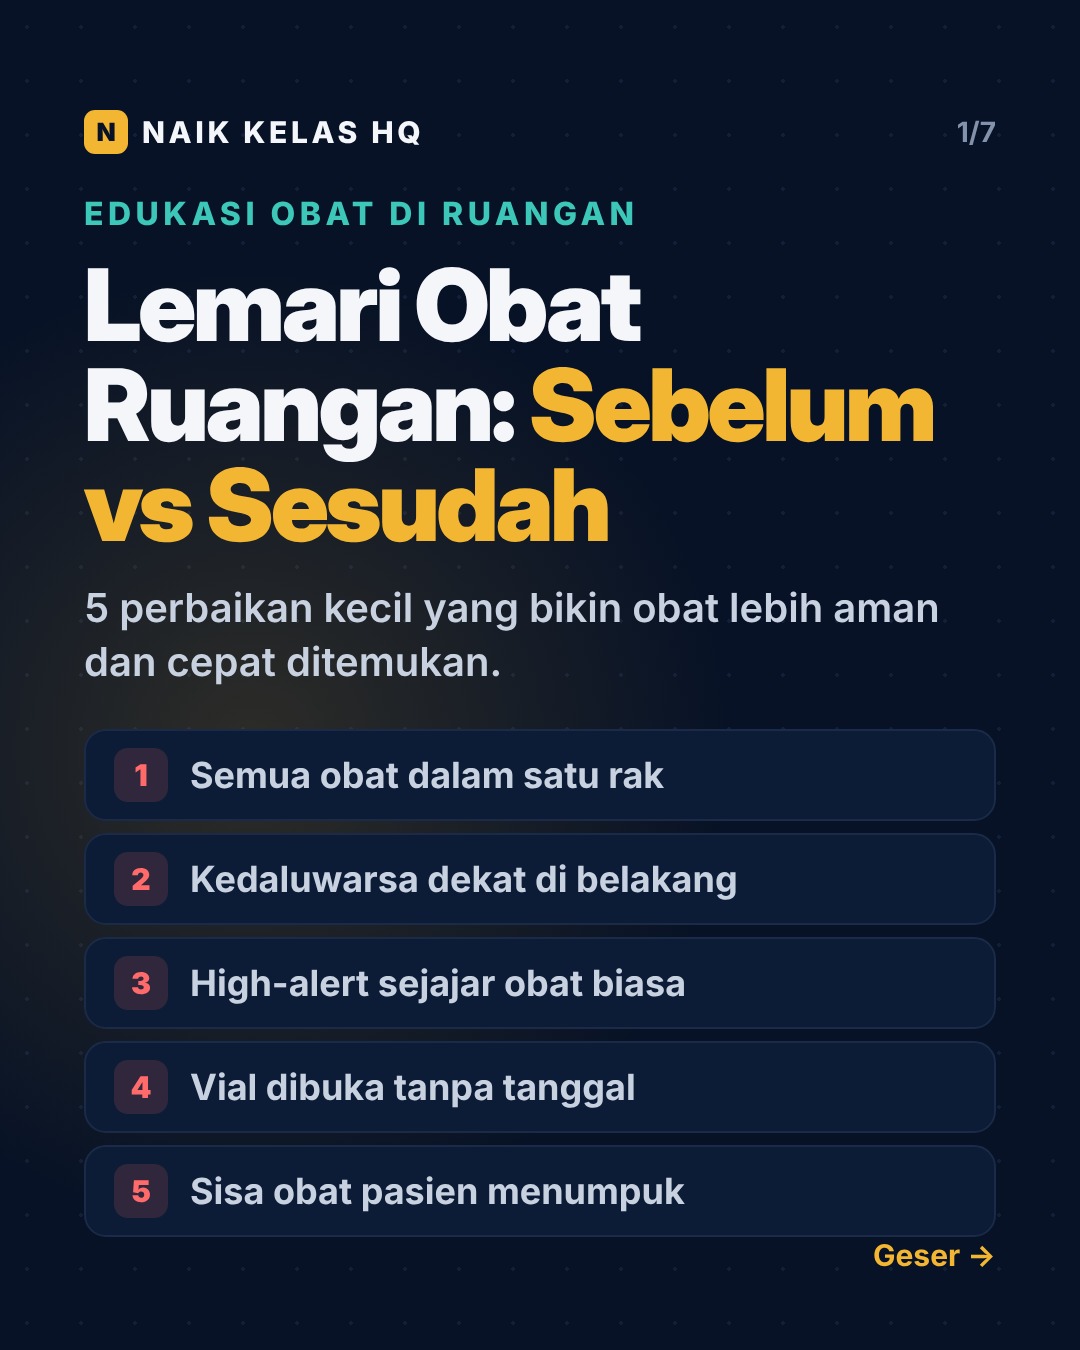 N NAIK KELAS HQ
1/7
EDUKASI OBAT DI RUANGAN
Lemari Obat
Ruangan: Sebelum
vs Sesudah
5 perbaikan kecil yang bikin obat lebih aman
dan cepat ditemukan.
1 Semua obat dalam satu rak
2 Kedaluwarsa dekat di belakang
3 High-alert sejajar obat biasa
4 Vial dibuka tanpa tanggal
5 Sisa obat pasien menumpuk
Geser →